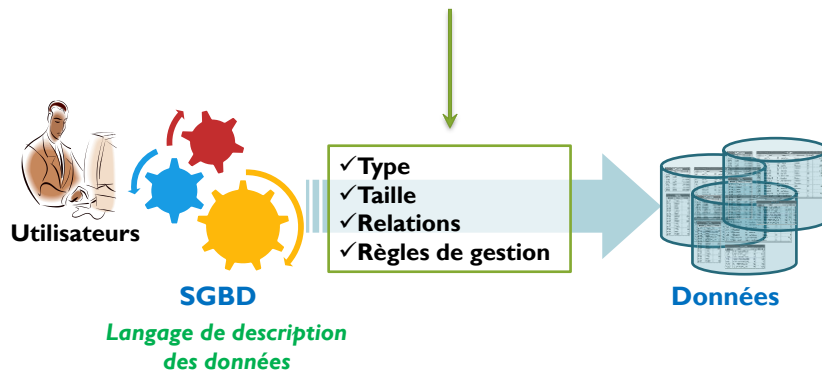 ✓Type
✓Taille
✓Relations
✓Règles de gestion
Utilisateurs
SGBD
Données
Langage de description
des données